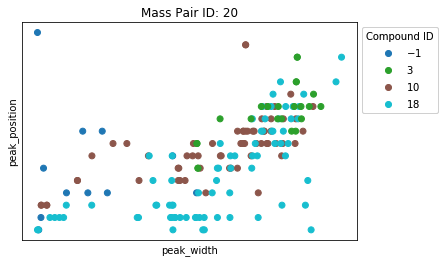 Mass Pair ID: 20
peak_position
peak_width
Compound ID
−1
3
10
18